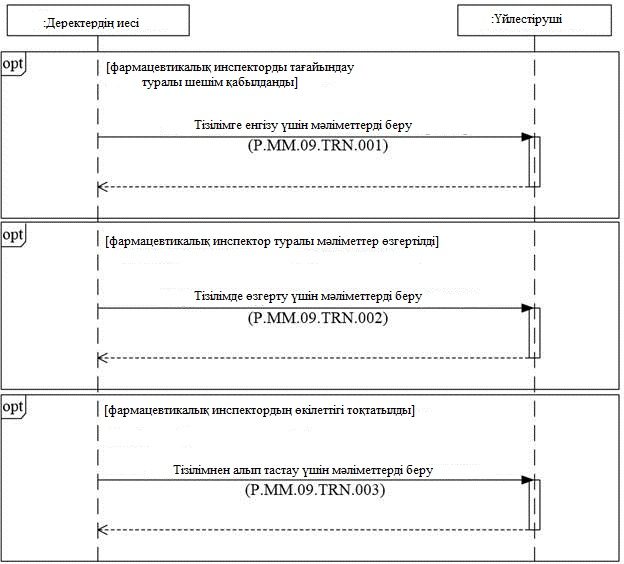 :Деректердің иесі
:Үйлестіруші
opt
[фармацевтикалық инспекторды тағайындау
туралы шешім қабылданды]
Тізілімге енгізу үшін мәліметтерді беру
(P.MM.09.TRN.001)
opt
[фармацевтикалық инспектор туралы мәліметтер өзгертілді]
Тізілімде өзгерту үшін мәліметтерді беру
(P.MM.09.TRN.002)
opt
[фармацевтикалық инспектордың өкілеттігі тоқтатылды]
Тізілімнен алып тастау үшін мәліметтерді беру
(P.MM.09.TRN.003)